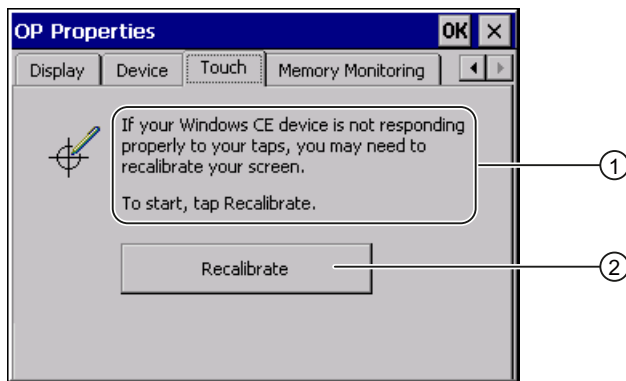 OP Properties OK ×
Display Device Touch Memory Monitoring
If your Windows CE device is not responding
properly to your taps, you may need to
recalibrate your screen.
To start, tap Recalibrate.
1
Recalibrate
2